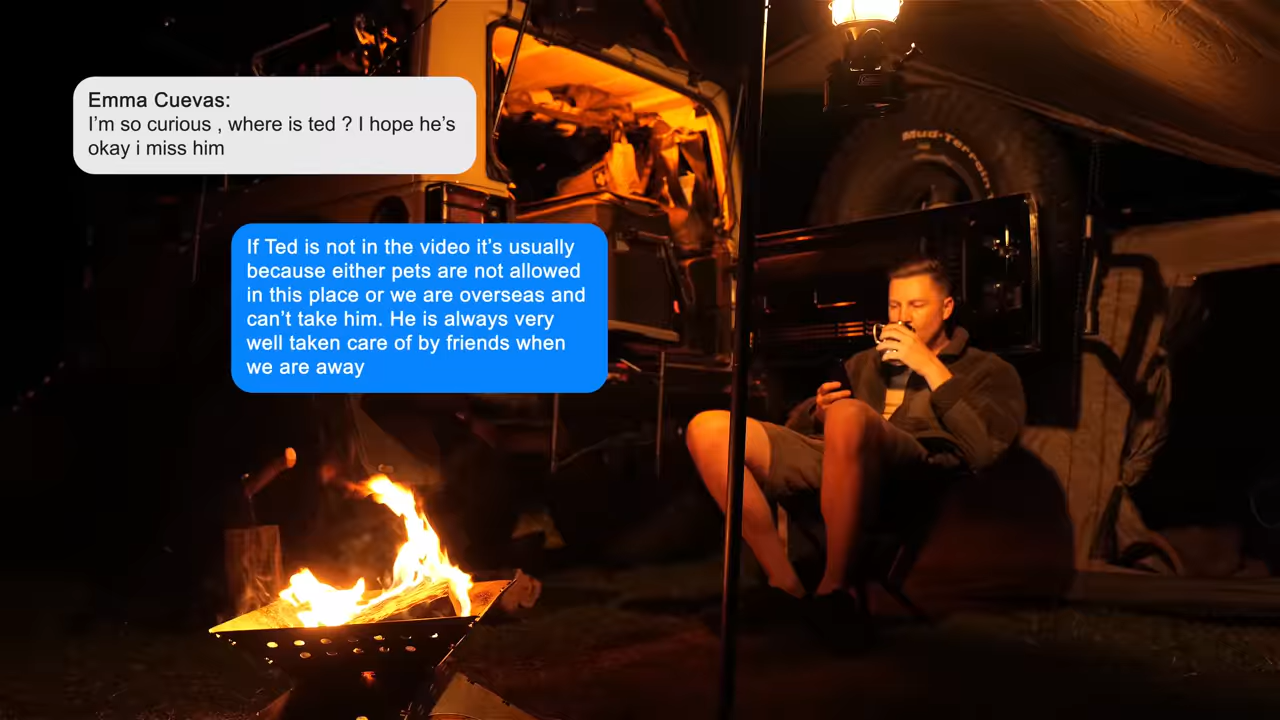 Emma Cuevas:
I'm so curious , where is ted ? I hope he's
okay i miss him
If Ted is not in the video it's usually
because either pets are not allowed
in this place or we are overseas and
can't take him. He is always very
well taken care of by friends when
we are away
Mud-Terrain